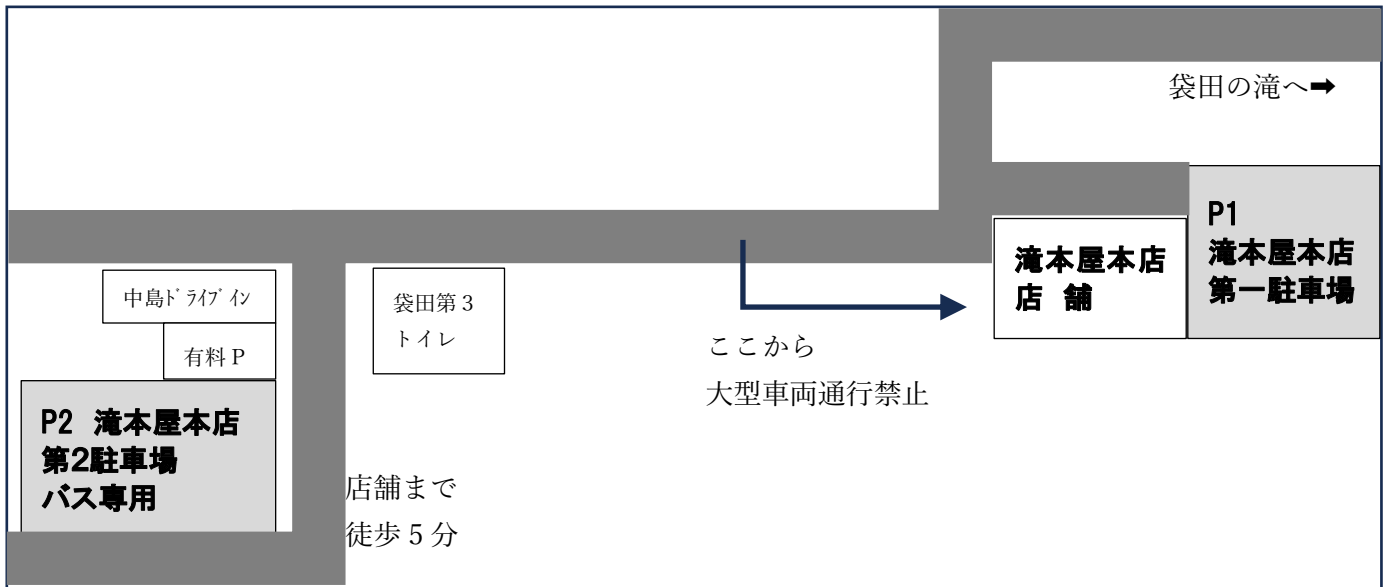 袋田の滝へ➡
P1
滝本屋本店
第一駐車場
滝本屋本店
店 舗
中島ﾄﾞﾗｲﾌﾞｲﾝ
有料 P
袋田第３
トイレ
ここから
大型車両通行禁止
P2 滝本屋本店
第2駐車場
バス専用
店舗まで
徒歩５分